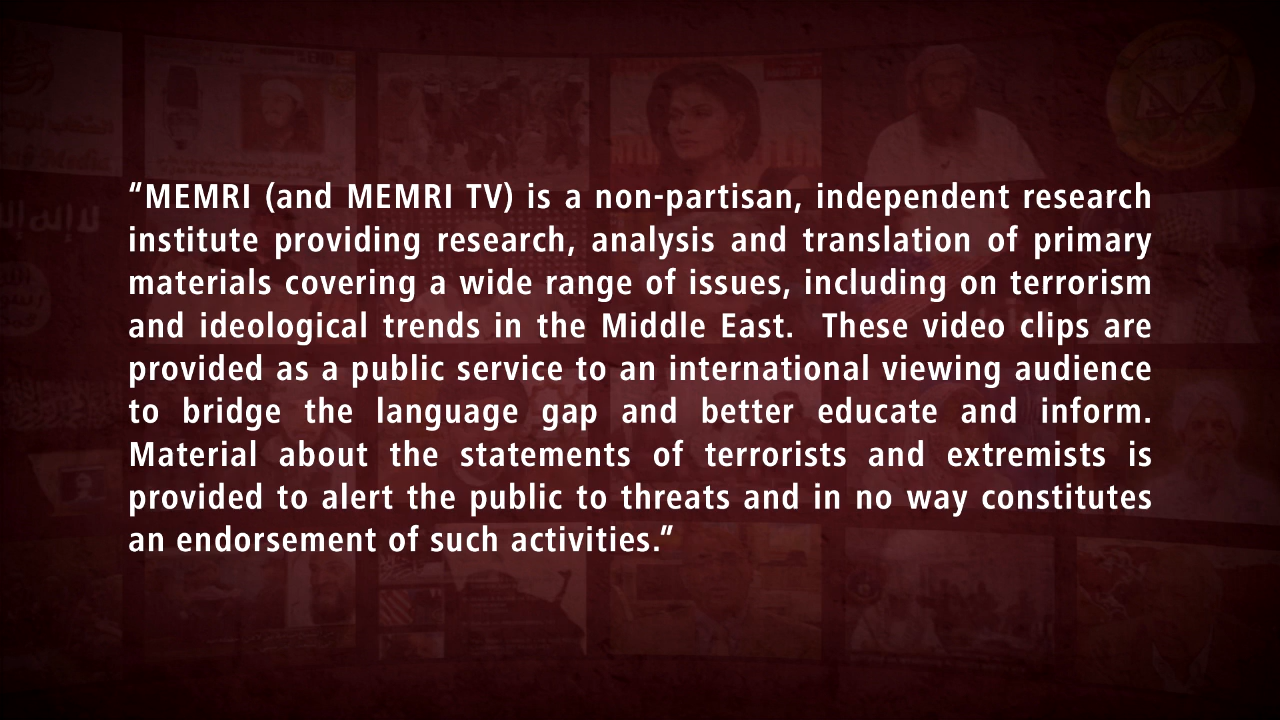 “MEMRI (and MEMRI TV) is a non-partisan, independent research
institute providing research, analysis and translation of primary
materials covering a wide range of issues, including on terrorism
and ideological trends in the Middle East. These video clips are
provided as a public service to an international viewing audience
to bridge the language gap and better educate and inform.
Material about the statements of terrorists and extremists is
provided to alert the public to threats and in no way constitutes
an endorsement of such activities.”